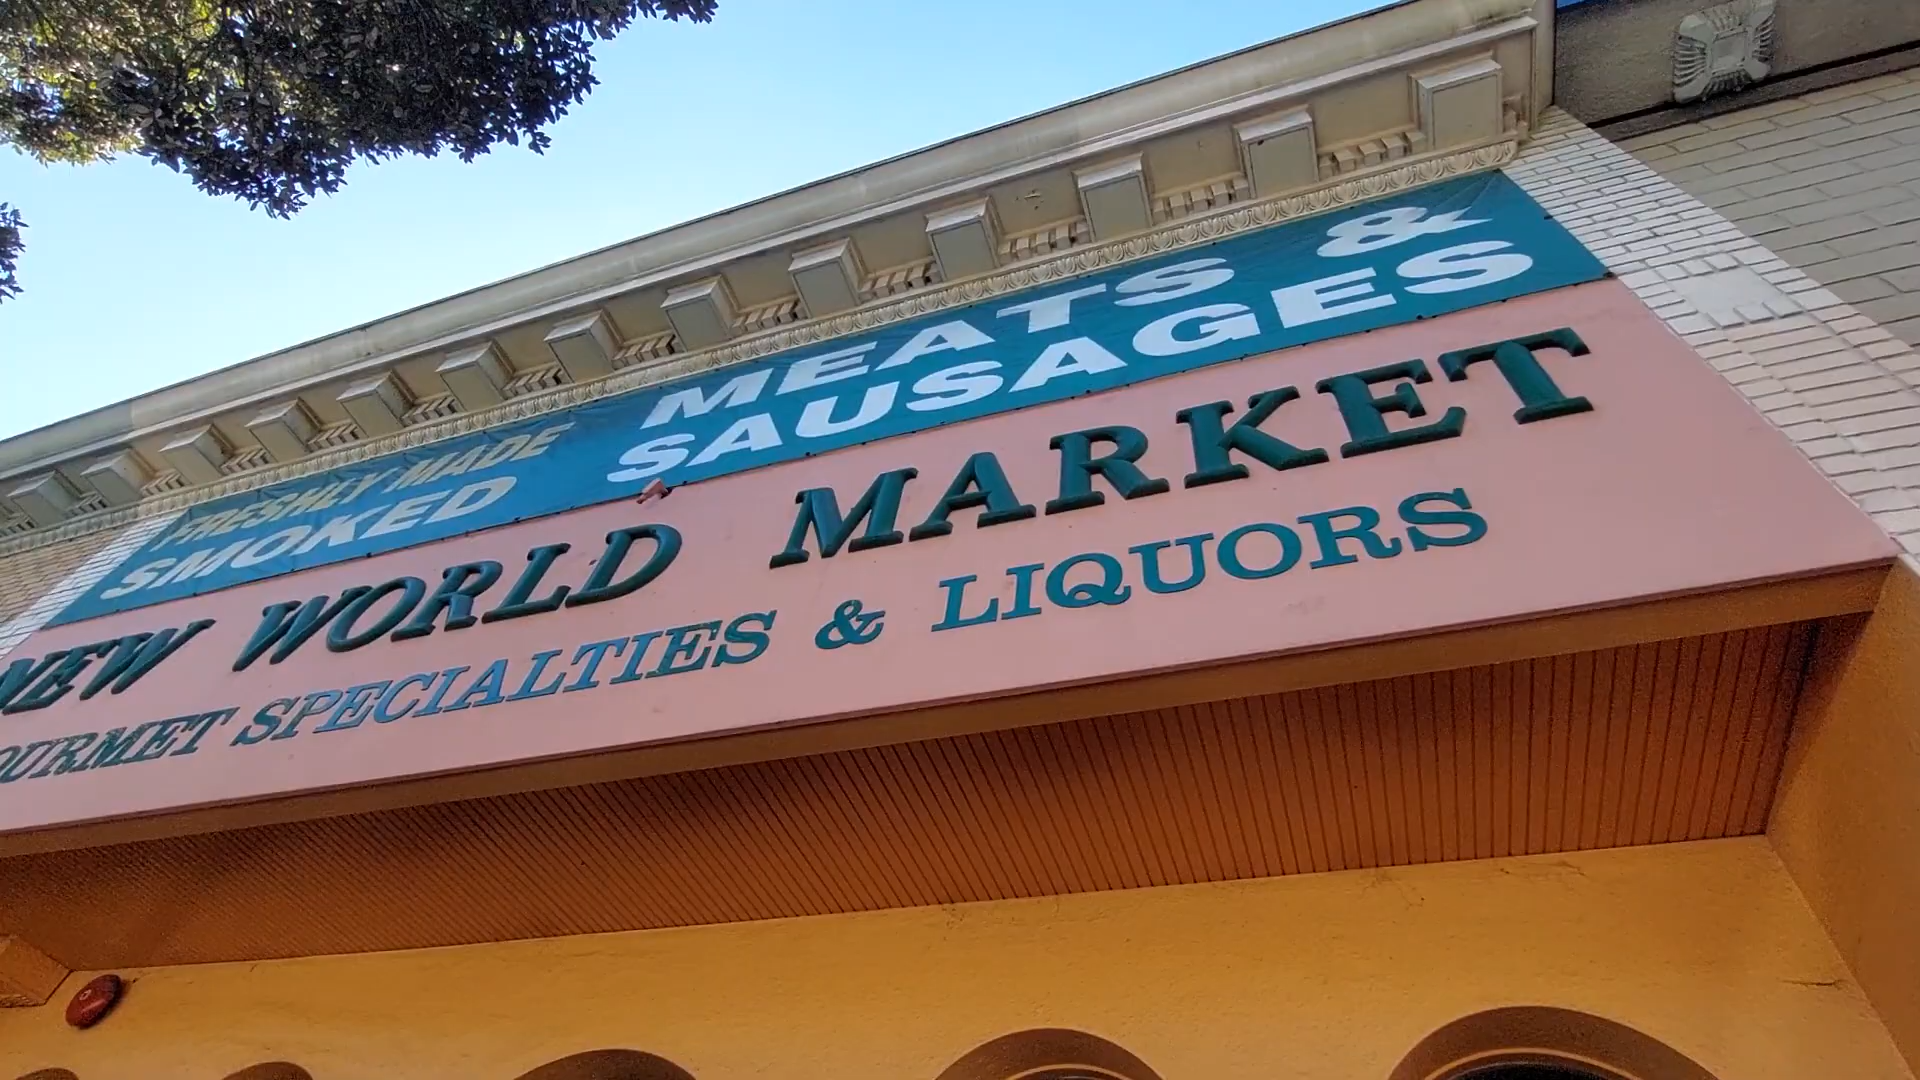 FRESHLY MADE
SMOKED
MEATS &
SAUSAGES
NEW WORLD MARKET
OURMET SPECIALTIES & LIQUORS